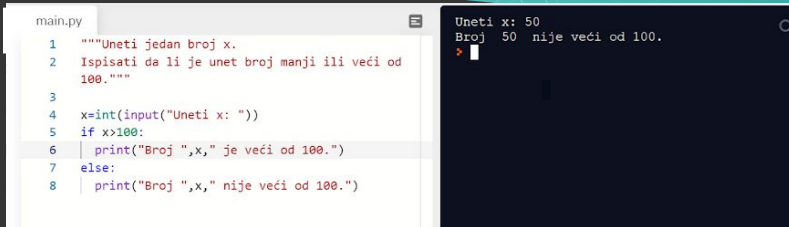 main.py
1 """Uneti jedan broj x.
2 Ispisati da li je unet broj manji ili veći od
100."""
3
4 x=int(input("Uneti x: "))
5 if x>100:
6 print("Broj ",x," je veći od 100.")
7 else:
8 print("Broj ",x," nije veći od 100.")
Uneti x: 50
Broj  50  nije veći od 100.
>